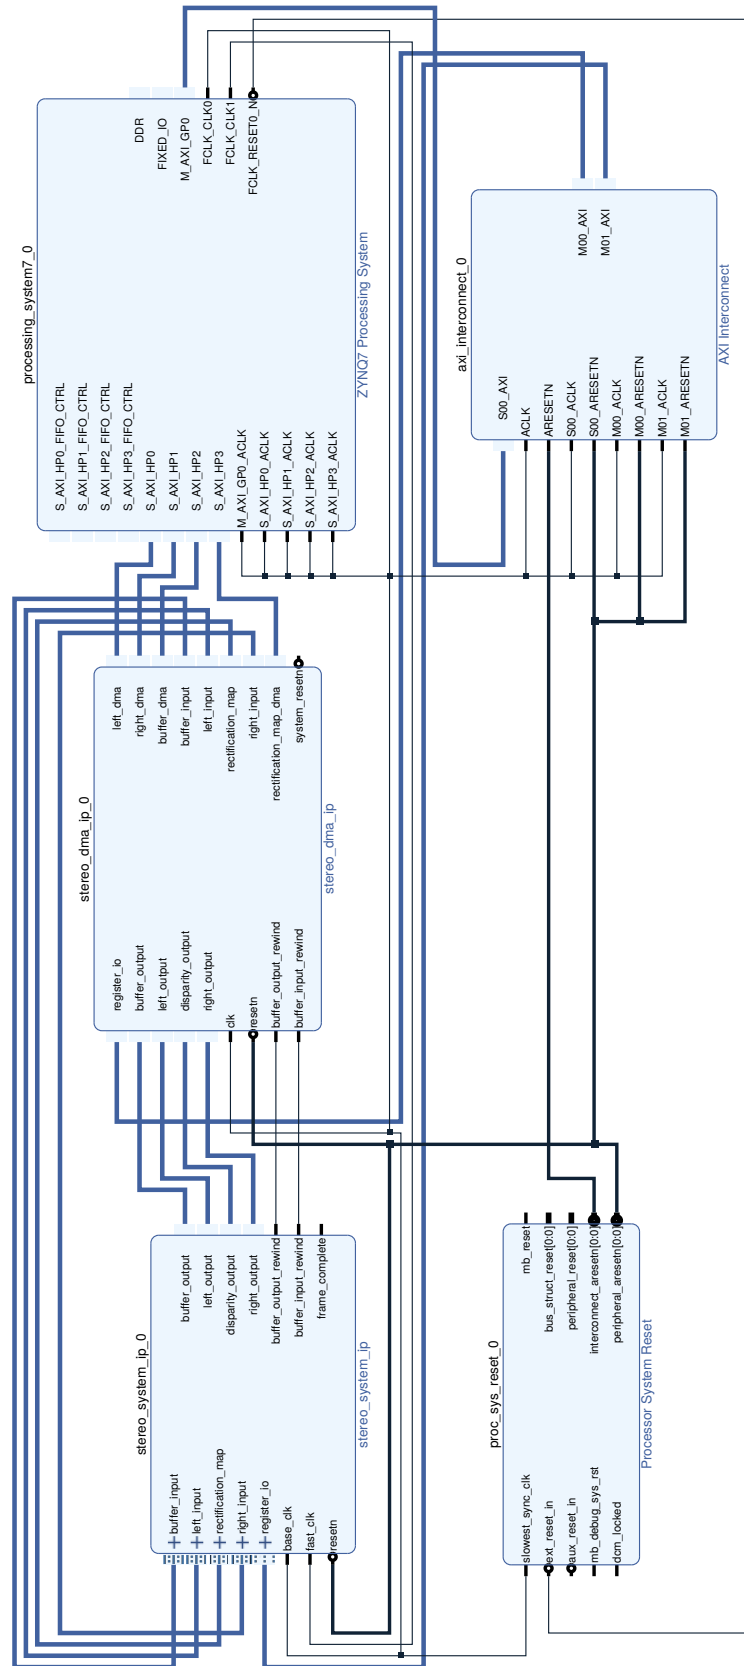 processing_system7_0
DDR
FIXED_IO
M_AXI_GP0
FCLK_CLK0
FCLK_CLK1
FCLK_RESET0_N
S_AXI_HP0_FIFO_CTRL
S_AXI_HP1_FIFO_CTRL
S_AXI_HP2_FIFO_CTRL
S_AXI_HP3_FIFO_CTRL
S_AXI_HP0
S_AXI_HP1
S_AXI_HP2
S_AXI_HP3
M_AXI_GP0_ACLK
S_AXI_HP0_ACLK
S_AXI_HP1_ACLK
S_AXI_HP2_ACLK
S_AXI_HP3_ACLK
ZYNQ7 Processing System
axi_interconnect_0
M00_AXI
M01_AXI
S00_AXI
ACLK
ARESETN
S00_ACLK
S00_ARESETN
M00_ACLK
M00_ARESETN
M01_ACLK
M01_ARESETN
AXI Interconnect
stereo_dma_ip_0
left_dma
right_dma
buffer_dma
buffer_input
left_input
rectification_map
right_input
rectification_map_dma
system_resetn
register_io
buffer_output
left_output
disparity_output
right_output
clk
resetn
buffer_output_rewind
buffer_input_rewind
stereo_dma_ip
stereo_system_ip_0
buffer_output
left_output
disparity_output
right_output
buffer_output_rewind
buffer_input_rewind
frame_complete
buffer_input
left_input
rectification_map
right_input
register_io
base_clk
fast_clk
resetn
stereo_system_ip
proc_sys_reset_0
mb_reset
bus_struct_reset[0:0]
peripheral_reset[0:0]
interconnect_aresetn[0:0]
peripheral_aresetn[0:0]
slowest_sync_clk
ext_reset_in
aux_reset_in
mb_debug_sys_rst
dcm_locked
Processor System Reset